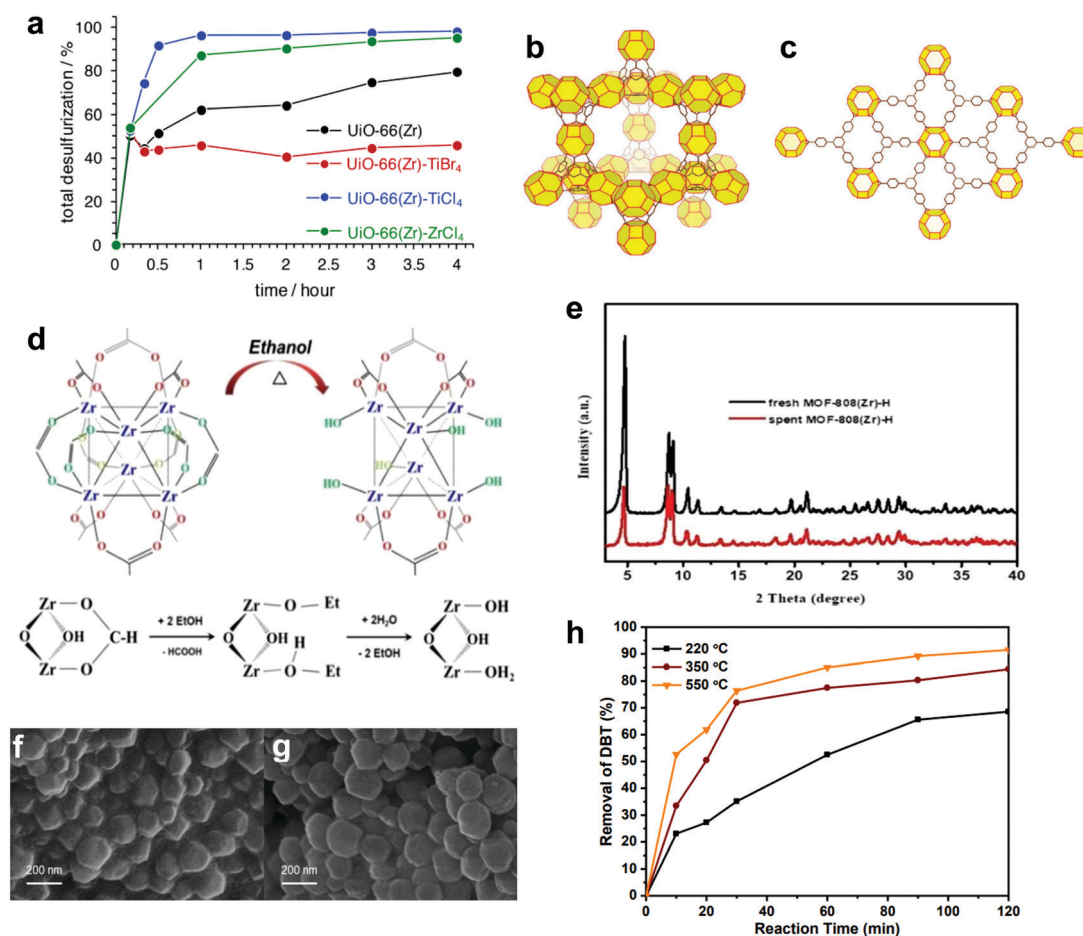 a
total desulfurization / %
100
80
60
40
20
0
UiO-66(Zr)
UiO-66(Zr)-TiBr4
UiO-66(Zr)-TiCl4
UiO-66(Zr)-ZrCl4
0 0.5 1 2 3 4
time / hour
b
c
d
Ethanol
△
O O O O O O
Zr Zr
O O O O
Zr
O O
Zr
O O O O
Zr Zr
O O O O O O
O O O O O O
Zr Zr
HO OH
Zr OH
HO Zr
HO OH
Zr Zr
O O O O O O
Zr O
O OH C-H
Zr O
+ 2 EtOH
- HCOOH
Zr O Et
O OH H
Zr O Et
+ 2H2O
- 2 EtOH
Zr OH
O OH
Zr OH2
e
Intensity (a.u.)
fresh MOF-808(Zr)-H
spent MOF-808(Zr)-H
5 10 15 20 25 30 35 40
2 Theta (degree)
f
200 nm
g
200 nm
h
Removal of DBT (%)
100
90
80
70
60
50
40
30
20
10
0
220 °C
350 °C
550 °C
0 20 40 60 80 100 120
Reaction Time (min)